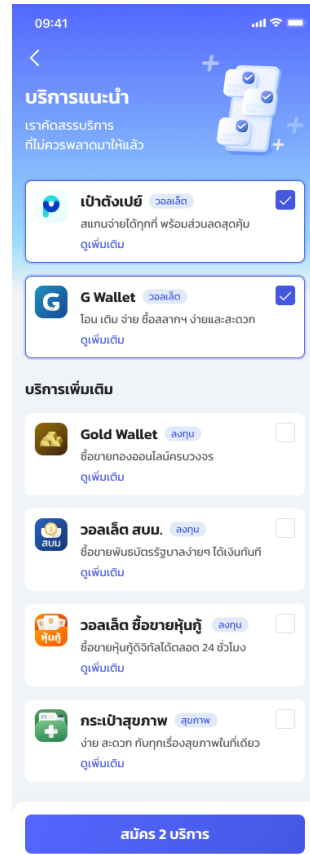 09:41
บริการแนะนำ
เราคัดสรรบริการ
ที่ไม่ควรพลาดมาให้แล้ว
เป๋าตังเปย์ วอลเล็ต
สแกนจ่ายได้ทุกที่ พร้อมส่วนลดสุดคุ้ม
ดูเพิ่มเติม
G
G Wallet วอลเล็ต
โอน เติม จ่าย ซื้อสลากฯ ง่ายและสะดวก
ดูเพิ่มเติม
บริการเพิ่มเติม
Gold Wallet ลงทุน
ซื้อขายทองออนไลน์ครบวงจร
ดูเพิ่มเติม
สบม
วอลเล็ต สบม. ลงทุน
ซื้อขายพันธบัตรรัฐบาลง่ายๆ ได้เงินทันที
ดูเพิ่มเติม
หุ้นกู้
วอลเล็ต ซื้อขายหุ้นกู้ ลงทุน
ซื้อขายหุ้นกู้ดิจิทัลได้ตลอด 24 ชั่วโมง
ดูเพิ่มเติม
กระเป๋าสุขภาพ สุขภาพ
ง่าย สะดวก กับทุกเรื่องสุขภาพในที่เดียว
ดูเพิ่มเติม
สมัคร 2 บริการ